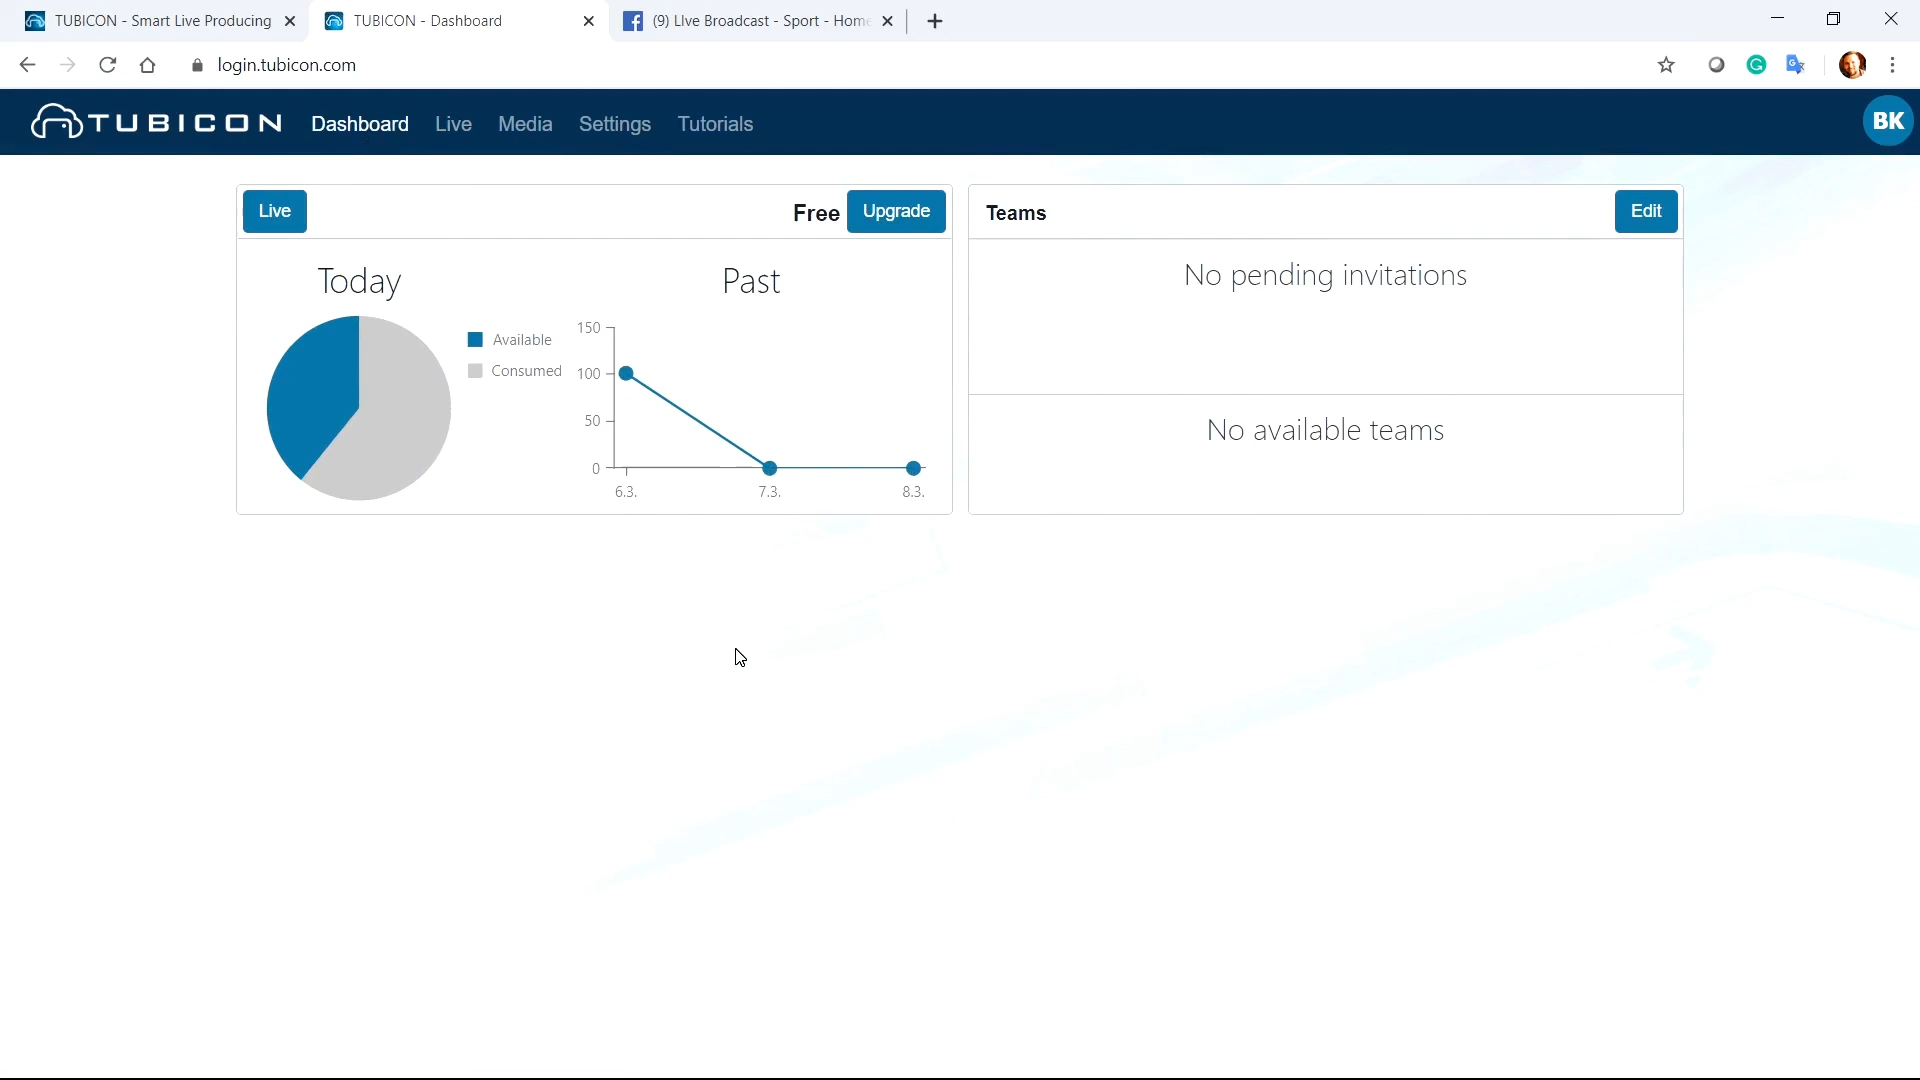 TUBICON - Smart Live Producing
TUBICON - Dashboard
(9) LIve Broadcast - Sport - Home
login.tubicon.com
TUBICON Dashboard Live Media Settings Tutorials BK
Live Free Upgrade
Teams Edit
Today
Past
Available
Consumed
150
100
50
0
6.3. 7.3. 8.3.
No pending invitations
No available teams